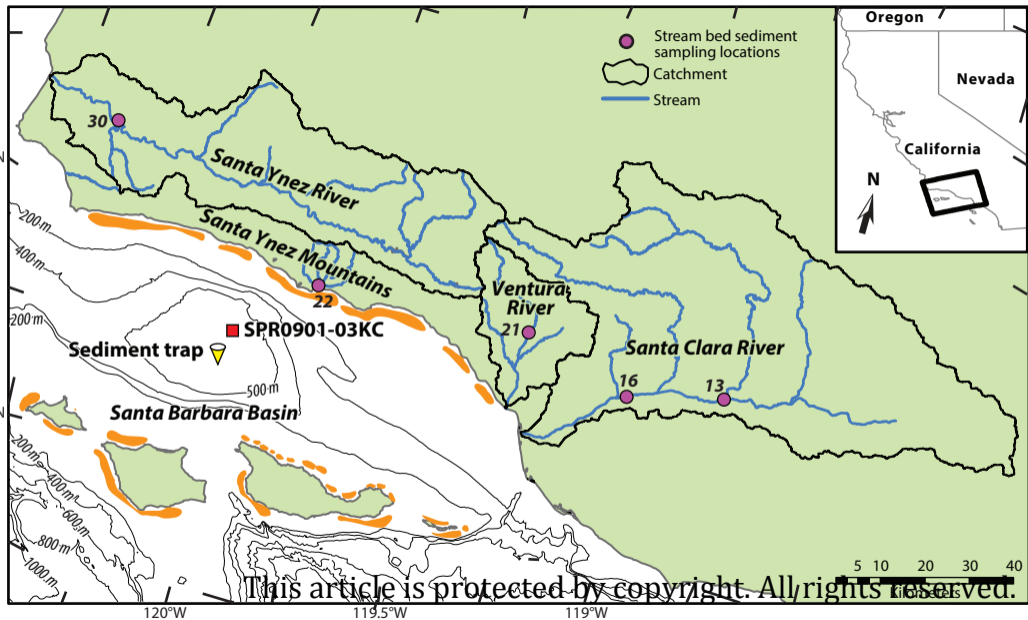 Oregon
Nevada
California
N
Stream bed sediment
sampling locations
Catchment
Stream
30
Santa Ynez River
Santa Ynez Mountains
22
Ventura
River
21
Santa Clara River
16
13
N
200 m
400 m
200 m
SPR0901-03KC
Sediment trap
500 m
Santa Barbara Basin
N
200 m
400 m
600 m
800 m
1000 m
5 10 20 30 40
Kilometers
This article is protected by copyright. All rights reserved.
120°W 119.5°W 119°W